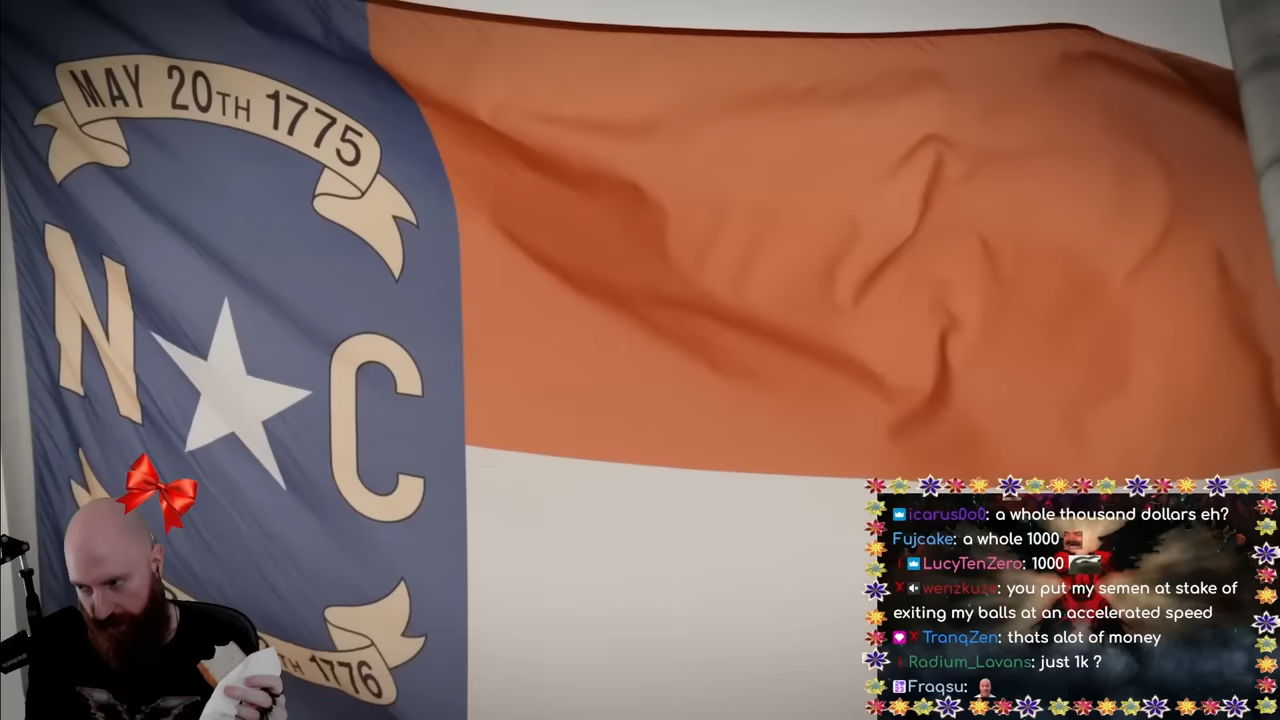 MAY 20TH 1775
N C
TH 1776
icarus0o0: a whole thousand dollars eh?
Fujcake: a whole 1000
LucyTenZero: 1000
wenzkuze: you put my semen at stake of
exiting my balls at an accelerated speed
TranqZen: thats alot of money
Radium_Lavans: just 1k ?
Fraqsu: